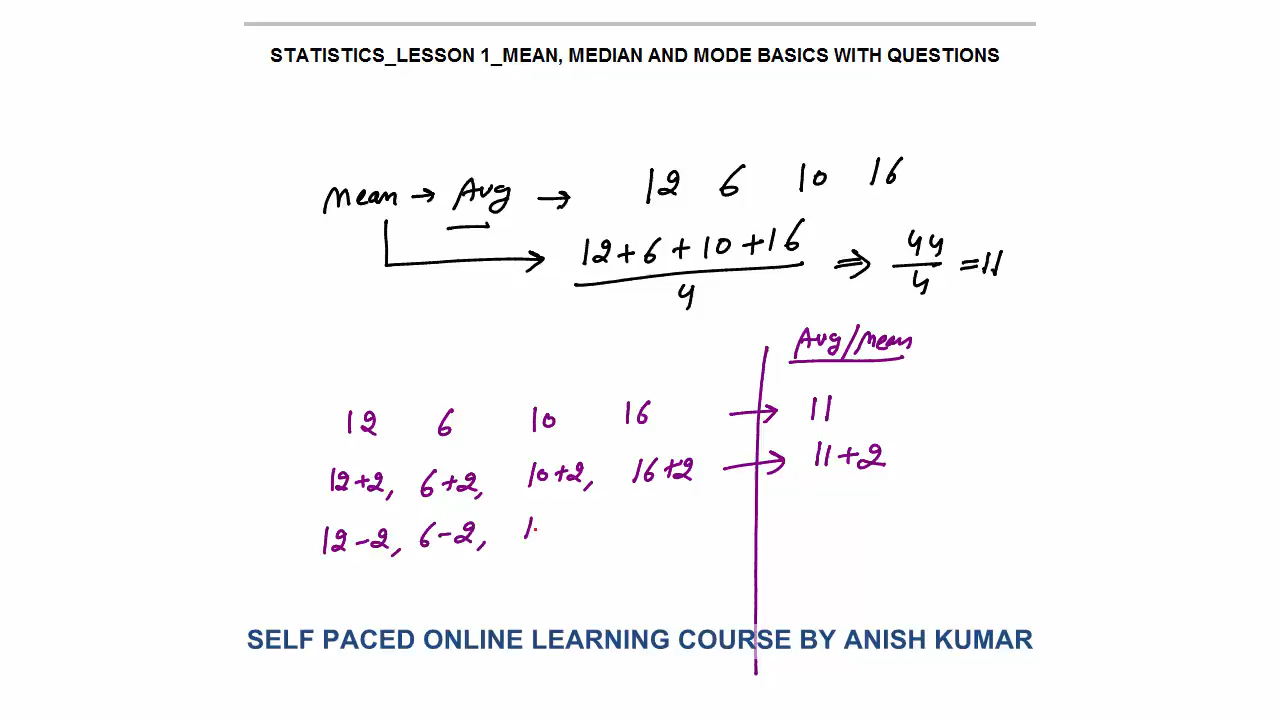 STATISTICS_LESSON 1_MEAN, MEDIAN AND MODE BASICS WITH QUESTIONS
Mean → Avg → 12 6 10 16
12+6+10+16 ⇒ 44 =11
4 4
Avg/Mean
12 6 10 16 → 11
12+2, 6+2, 10+2, 16+2 → 11+2
12-2, 6-2, 1
SELF PACED ONLINE LEARNING COURSE BY ANISH KUMAR